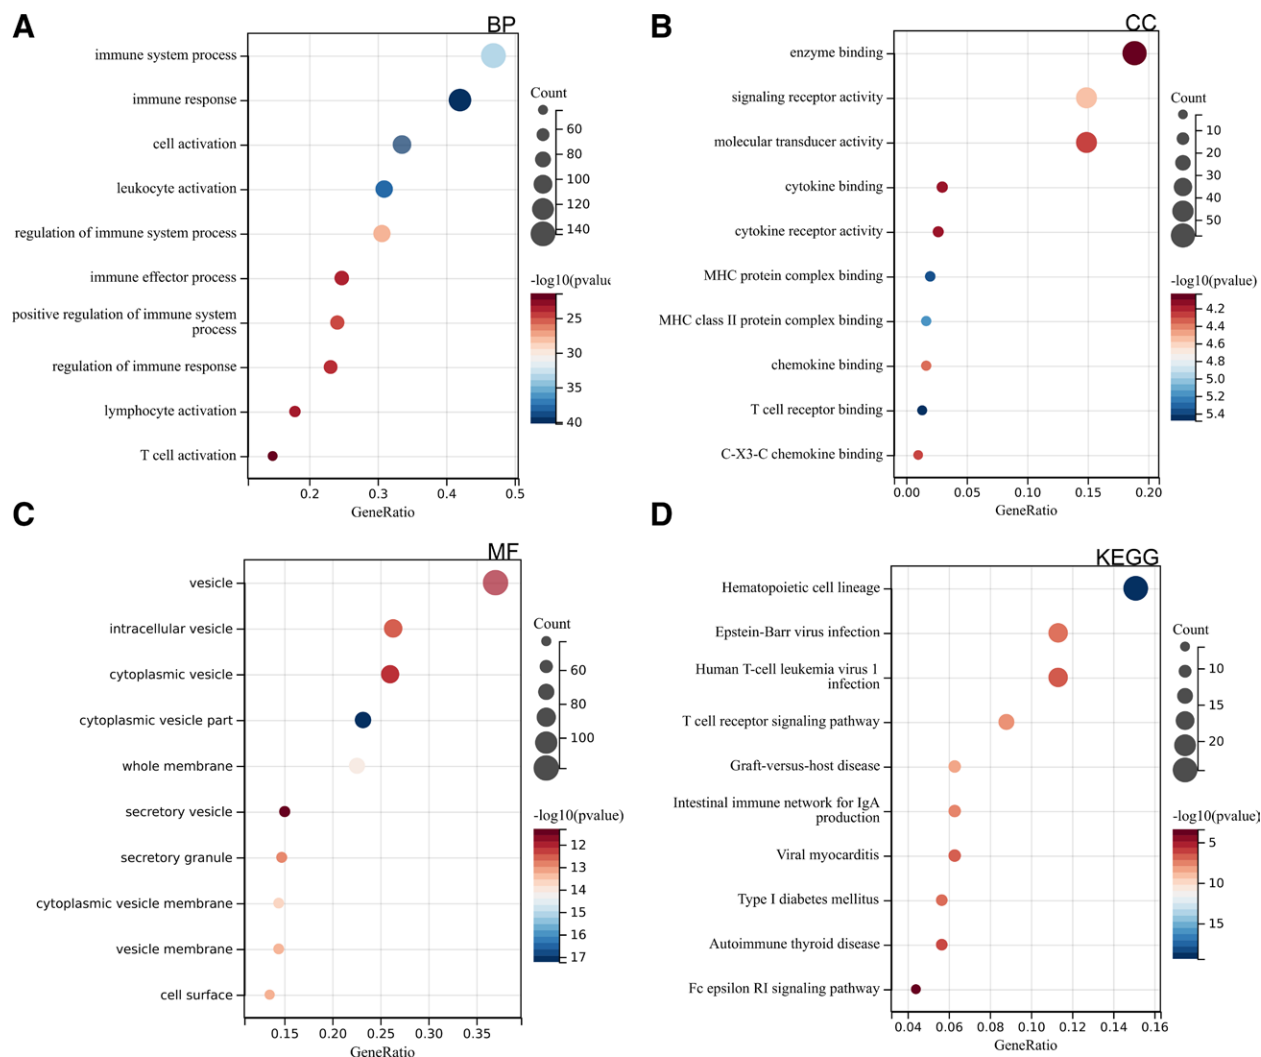 A
BP
immune system process
immune response
cell activation
leukocyte activation
regulation of immune system process
immune effector process
positive regulation of immune system
process
regulation of immune response
lymphocyte activation
T cell activation
0.2 0.3 0.4 0.5
GeneRatio
Count
60
80
100
120
140
-log10(pvalue
25
30
35
40
B
CC
enzyme binding
signaling receptor activity
molecular transducer activity
cytokine binding
cytokine receptor activity
MHC protein complex binding
MHC class II protein complex binding
chemokine binding
T cell receptor binding
C-X3-C chemokine binding
0.00 0.05 0.10 0.15 0.20
GeneRatio
Count
10
20
30
40
50
-log10(pvalue)
4.2
4.4
4.6
4.8
5.0
5.2
5.4
C
MF
vesicle
intracellular vesicle
cytoplasmic vesicle
cytoplasmic vesicle part
whole membrane
secretory vesicle
secretory granule
cytoplasmic vesicle membrane
vesicle membrane
cell surface
0.15 0.20 0.25 0.30 0.35
GeneRatio
Count
60
80
100
-log10(pvalue)
12
13
14
15
16
17
D
KEGG
Hematopoietic cell lineage
Epstein-Barr virus infection
Human T-cell leukemia virus 1
infection
T cell receptor signaling pathway
Graft-versus-host disease
Intestinal immune network for IgA
production
Viral myocarditis
Type I diabetes mellitus
Autoimmune thyroid disease
Fc epsilon RI signaling pathway
0.04 0.06 0.08 0.10 0.12 0.14 0.16
GeneRatio
Count
10
15
20
-log10(pvalue)
5
10
15